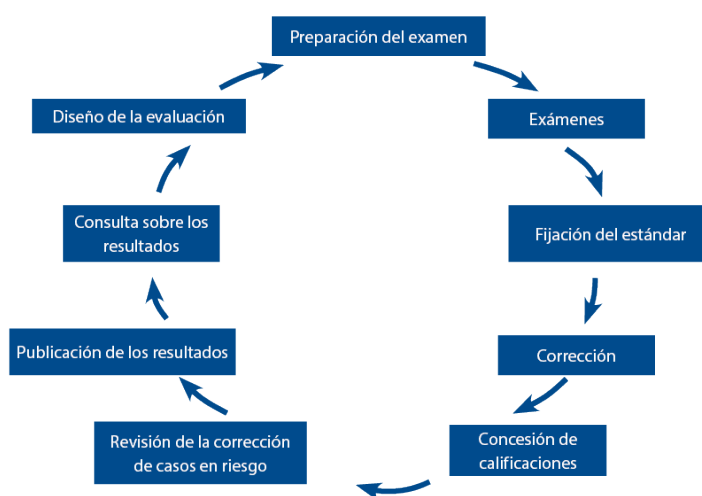 Preparación del examen
Exámenes
Fijación del estándar
Corrección
Concesión de
calificaciones
Revisión de la corrección
de casos en riesgo
Publicación de los resultados
Consulta sobre los
resultados
Diseño de la evaluación